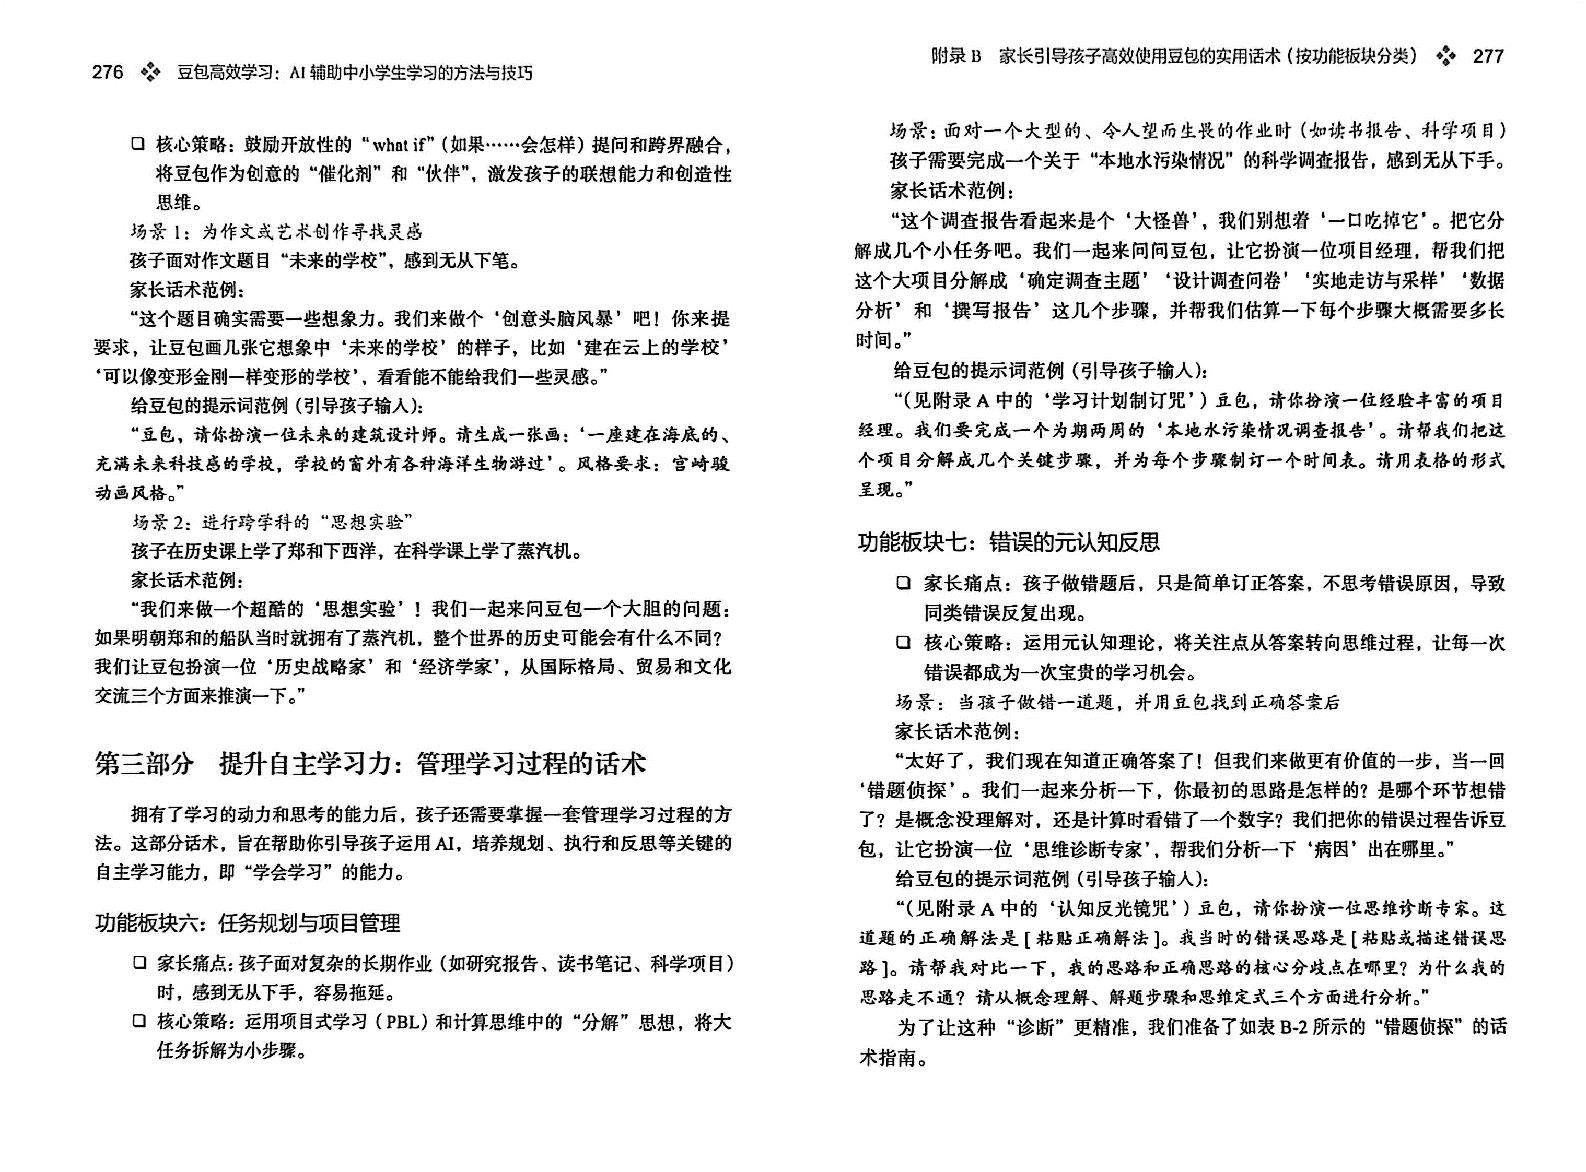 276 ❖ 豆包高效学习：AI 辅助中小学生学习的方法与技巧
❑ 核心策略：鼓励开放性的“what if”（如果……会怎样）提问和跨界融合，
将豆包作为创意的“催化剂”和“伙伴”，激发孩子的联想能力和创造性
思维。
场景 1：为作文或艺术创作寻找灵感
孩子面对作文题目“未来的学校”，感到无从下笔。
家长话术范例：
“这个题目确实需要一些想象力。我们来做个‘创意头脑风暴’吧！你来提
要求，让豆包画几张它想象中‘未来的学校’的样子，比如‘建在云上的学校’
‘可以像变形金刚一样变形的学校’，看看能不能给我们一些灵感。”
给豆包的提示词范例（引导孩子输人）：
“豆包，请你扮演一位未来的建筑设计师。请生成一张画：‘一座建在海底的、
充满未来科技感的学校，学校的窗外有各种海洋生物游过’。风格要求：宫崎骏
动画风格。”
场景 2：进行跨学科的“思想实验”
孩子在历史课上学了郑和下西洋，在科学课上学了蒸汽机。
家长话术范例：
“我们来做一个超酷的‘思想实验’！我们一起来问豆包一个大胆的问题：
如果明朝郑和的船队当时就拥有了蒸汽机，整个世界的历史可能会有什么不同？
我们让豆包扮演一位‘历史战略家’和‘经济学家’，从国际格局、贸易和文化
交流三个方面来推演一下。”
第三部分 提升自主学习力：管理学习过程的话术
拥有了学习的动力和思考的能力后，孩子还需要掌握一套管理学习过程的方
法。这部分话术，旨在帮助你引导孩子运用 AI，培养规划、执行和反思等关键的
自主学习能力，即“学会学习”的能力。
功能板块六：任务规划与项目管理
❑ 家长痛点：孩子面对复杂的长期作业（如研究报告、读书笔记、科学项目）
时，感到无从下手，容易拖延。
❑ 核心策略：运用项目式学习（PBL）和计算思维中的“分解”思想，将大
任务拆解为小步骤。
附录 B 家长引导孩子高效使用豆包的实用话术（按功能板块分类） ❖ 277
场景：面对一个大型的、令人望而生畏的作业时（如读书报告、科学项目）
孩子需要完成一个关于“本地水污染情况”的科学调查报告，感到无从下手。
家长话术范例：
“这个调查报告看起来是个‘大怪兽’，我们别想着‘一口吃掉它’。把它分
解成几个小任务吧。我们一起来问问豆包，让它扮演一位项目经理，帮我们把
这个大项目分解成‘确定调查主题’‘设计调查问卷’‘实地走访与采样’‘数据
分析’和‘撰写报告’这几个步骤，并帮我们估算一下每个步骤大概需要多长
时间。”
给豆包的提示词范例（引导孩子输人）：
“（见附录 A 中的‘学习计划制订咒’）豆包，请你扮演一位经验丰富的项目
经理。我们要完成一个为期两周的‘本地水污染情况调查报告’。请帮我们把这
个项目分解成几个关键步骤，并为每个步骤制订一个时间表。请用表格的形式
呈现。”
功能板块七：错误的元认知反思
❑ 家长痛点：孩子做错题后，只是简单订正答案，不思考错误原因，导致
同类错误反复出现。
❑ 核心策略：运用元认知理论，将关注点从答案转向思维过程，让每一次
错误都成为一次宝贵的学习机会。
场景：当孩子做错一道题，并用豆包找到正确答案后
家长话术范例：
“太好了，我们现在知道正确答案了！但我们来做更有价值的一步，当一回
‘错题侦探’。我们一起来分析一下，你最初的思路是怎样的？是哪个环节想错
了？是概念没理解对，还是计算时看错了一个数字？我们把你的错误过程告诉豆
包，让它扮演一位‘思维诊断专家’，帮我们分析一下‘病因’出在哪里。”
给豆包的提示词范例（引导孩子输人）：
“（见附录 A 中的‘认知反光镜咒’）豆包，请你扮演一位思维诊断专家。这
道题的正确解法是 [ 粘贴正确解法 ]。我当时的错误思路是 [ 粘贴或描述错误思
路 ]。请帮我对比一下，我的思路和正确思路的核心分歧点在哪里？为什么我的
思路走不通？请从概念理解、解题步骤和思维定式三个方面进行分析。”
为了让这种“诊断”更精准，我们准备了如表 B-2 所示的“错题侦探”的话
术指南。